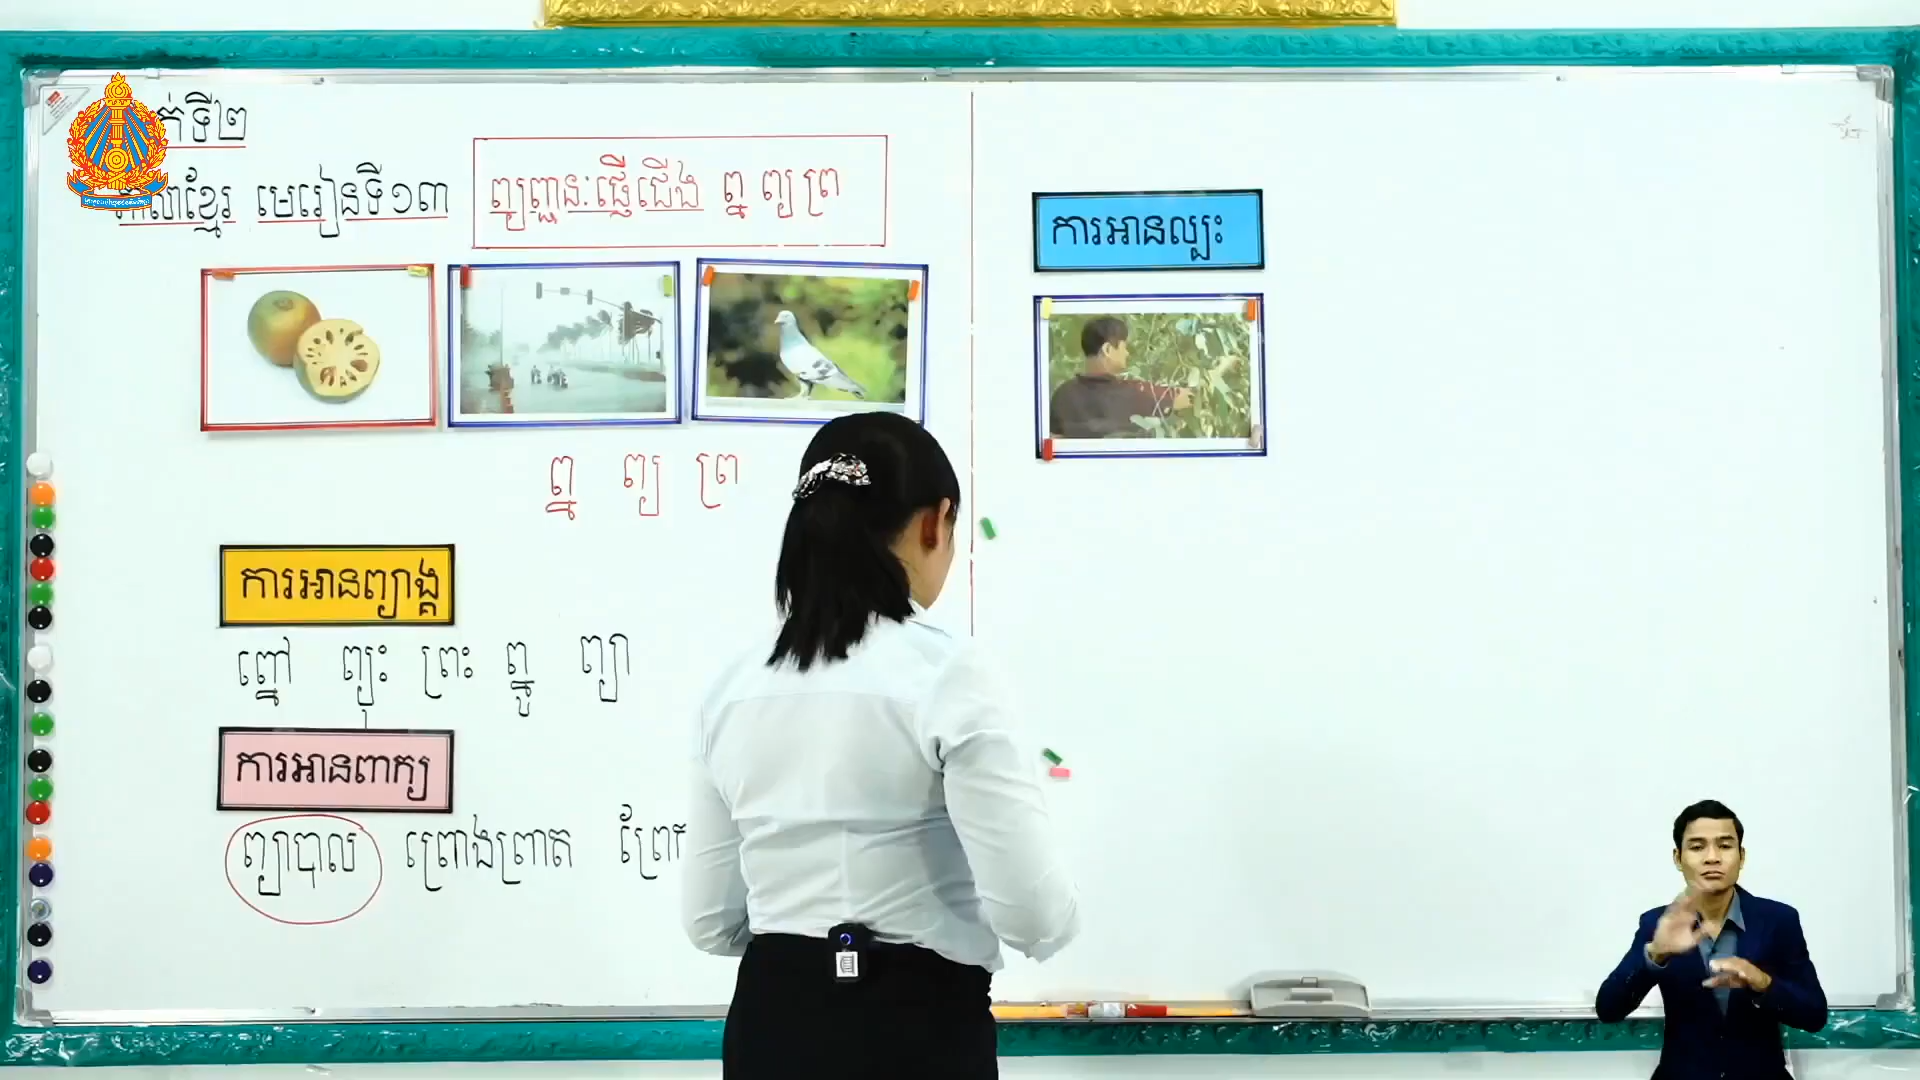 ថ្នាក់ទី២
ភាសាខ្មែរ មេរៀនទី១៣ ព្យញ្ជនៈផ្ញើជើង ព្ន ព្យ ព្រ
ព្ន ព្យ ព្រ
ការអានព្យាង្គ
ព្នៅ ព្យុះ ព្រះ ព្នូ ព្យា
ការអានពាក្យ
ព្យាបាល ព្រោងព្រាត
ការអានល្បះ